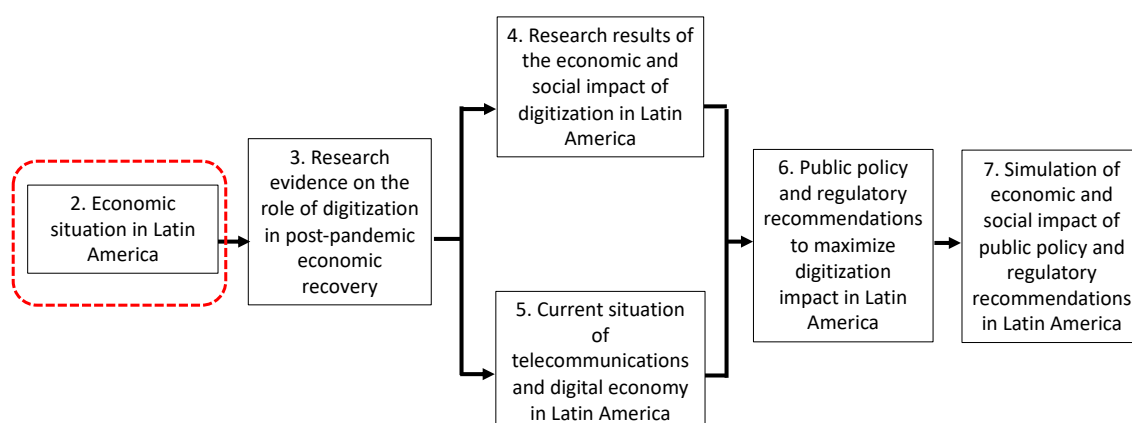 2. Economic
situation in Latin
America
3. Research
evidence on the
role of digitization
in post-pandemic
economic
recovery
4. Research results of
the economic and
social impact of
digitization in Latin
America
5. Current situation
of
telecommunications
and digital economy
in Latin America
6. Public policy
and regulatory
recommendations
to maximize
digitization
impact in Latin
America
7. Simulation of
economic and
social impact of
public policy and
regulatory
recommendations
in Latin America